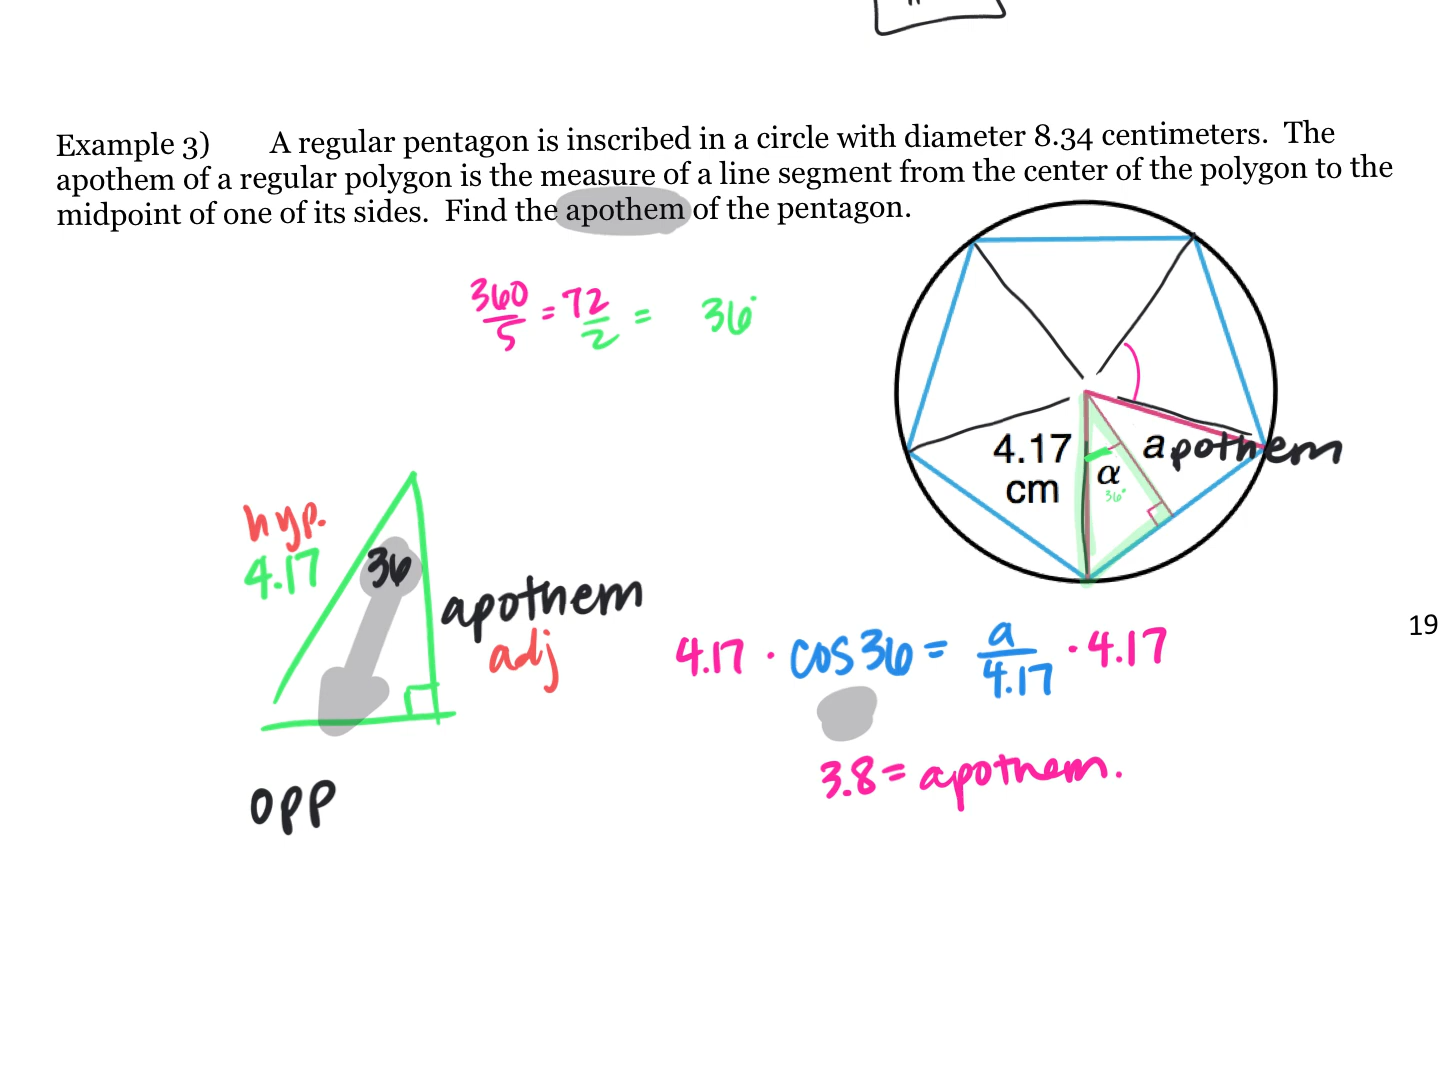 Example 3) A regular pentagon is inscribed in a circle with diameter 8.34 centimeters. The
apothem of a regular polygon is the measure of a line segment from the center of the polygon to the
midpoint of one of its sides. Find the apothem of the pentagon.
360/5 = 72/2 = 36°
4.17
cm
α
36°
apothem
hyp.
4.17
36
apothem
adj
opp
4.17 · cos 36 = a/4.17 · 4.17
3.8 = apothem.
19